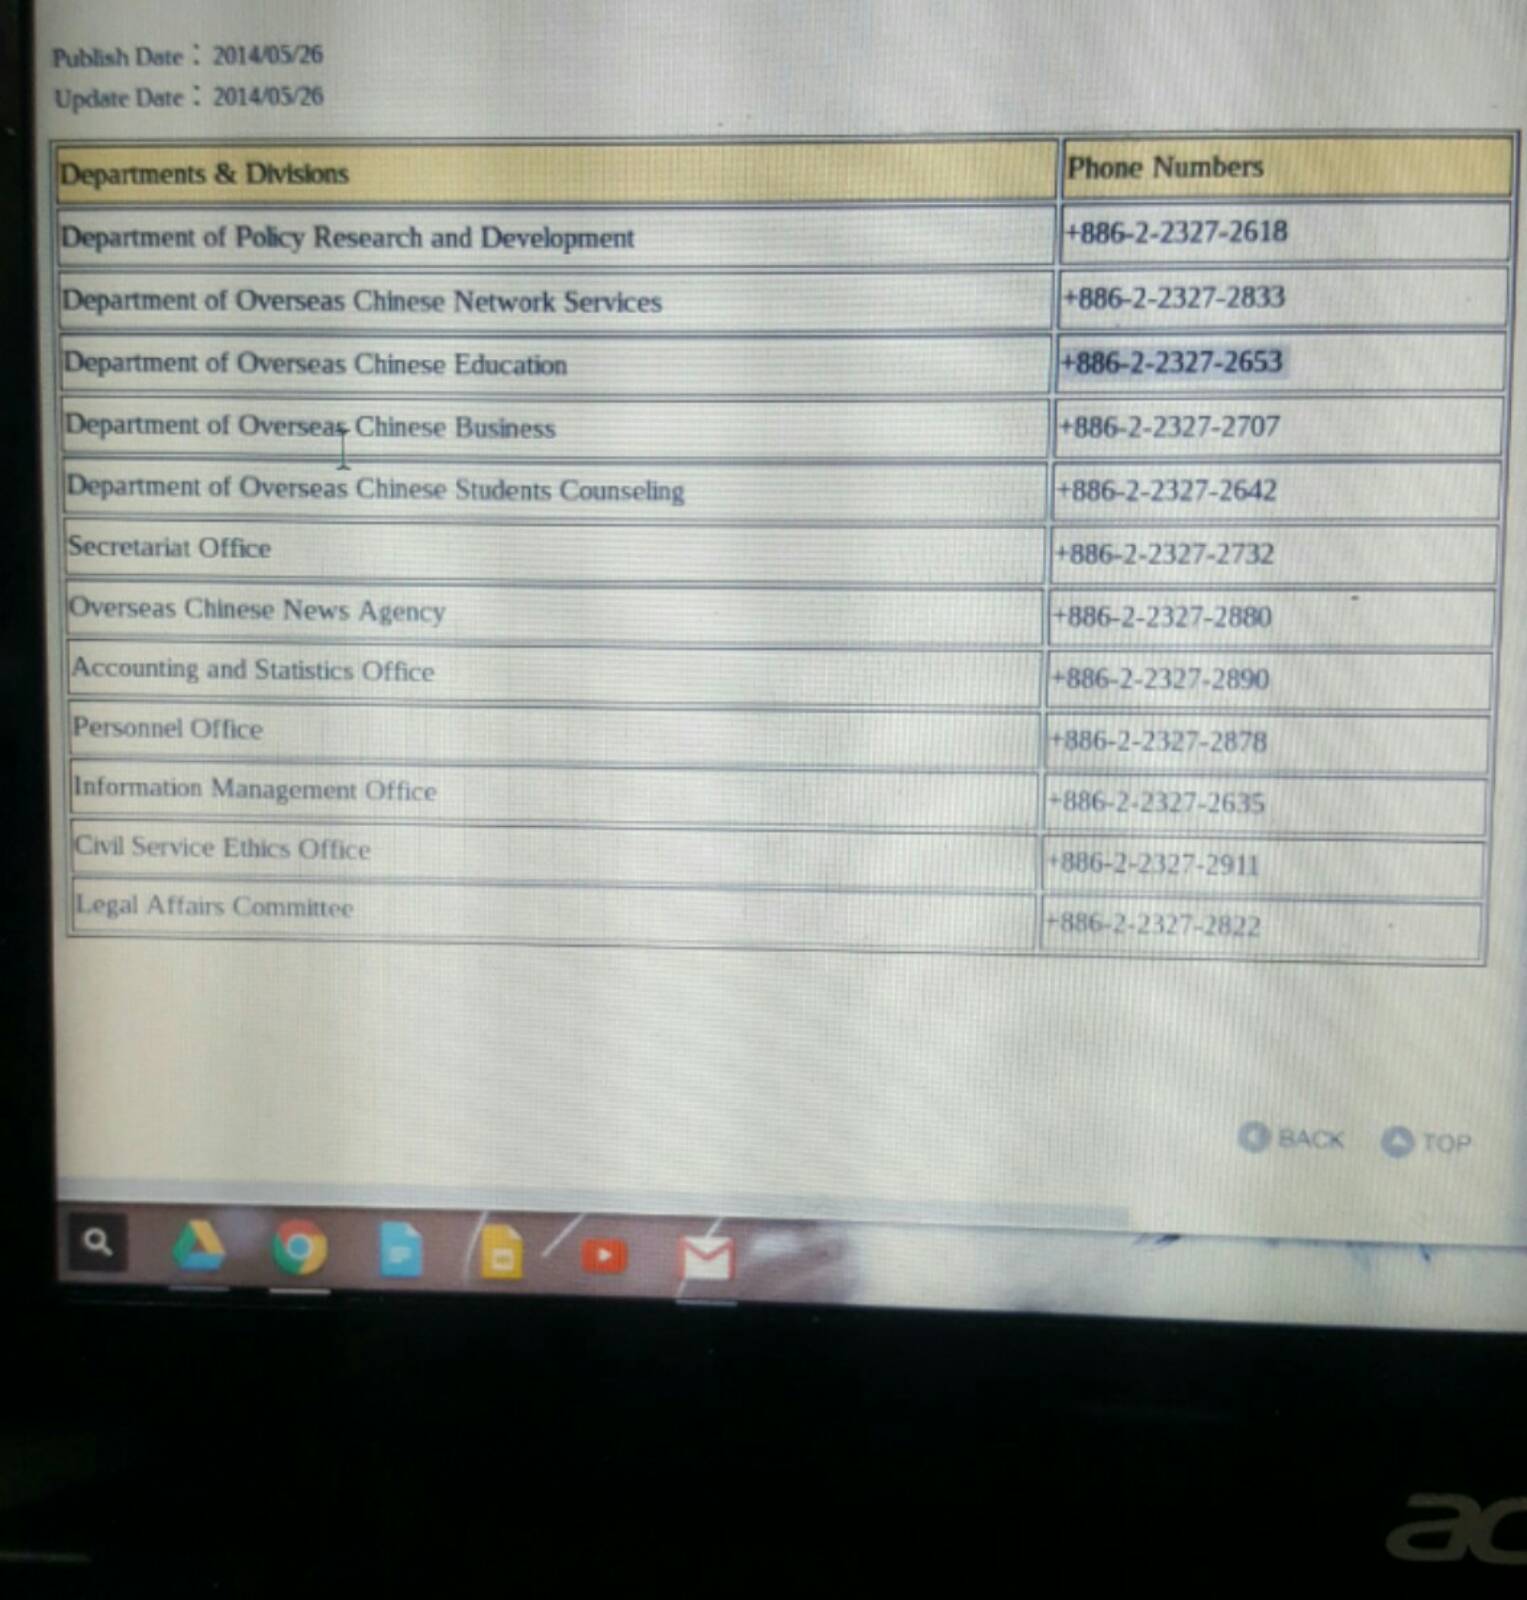 Publish Date： 2014/05/26
Update Date： 2014/05/26
Departments & Divisions Phone Numbers
Department of Policy Research and Development +886-2-2327-2618
Department of Overseas Chinese Network Services +886-2-2327-2833
Department of Overseas Chinese Education +886-2-2327-2653
Department of Overseas Chinese Business +886-2-2327-2707
Department of Overseas Chinese Students Counseling +886-2-2327-2642
Secretariat Office +886-2-2327-2732
Overseas Chinese News Agency +886-2-2327-2880
Accounting and Statistics Office +886-2-2327-2890
Personnel Office +886-2-2327-2878
Information Management Office +886-2-2327-2635
Civil Service Ethics Office +886-2-2327-2911
Legal Affairs Committee +886-2-2327-2822
BACK TOP
ac